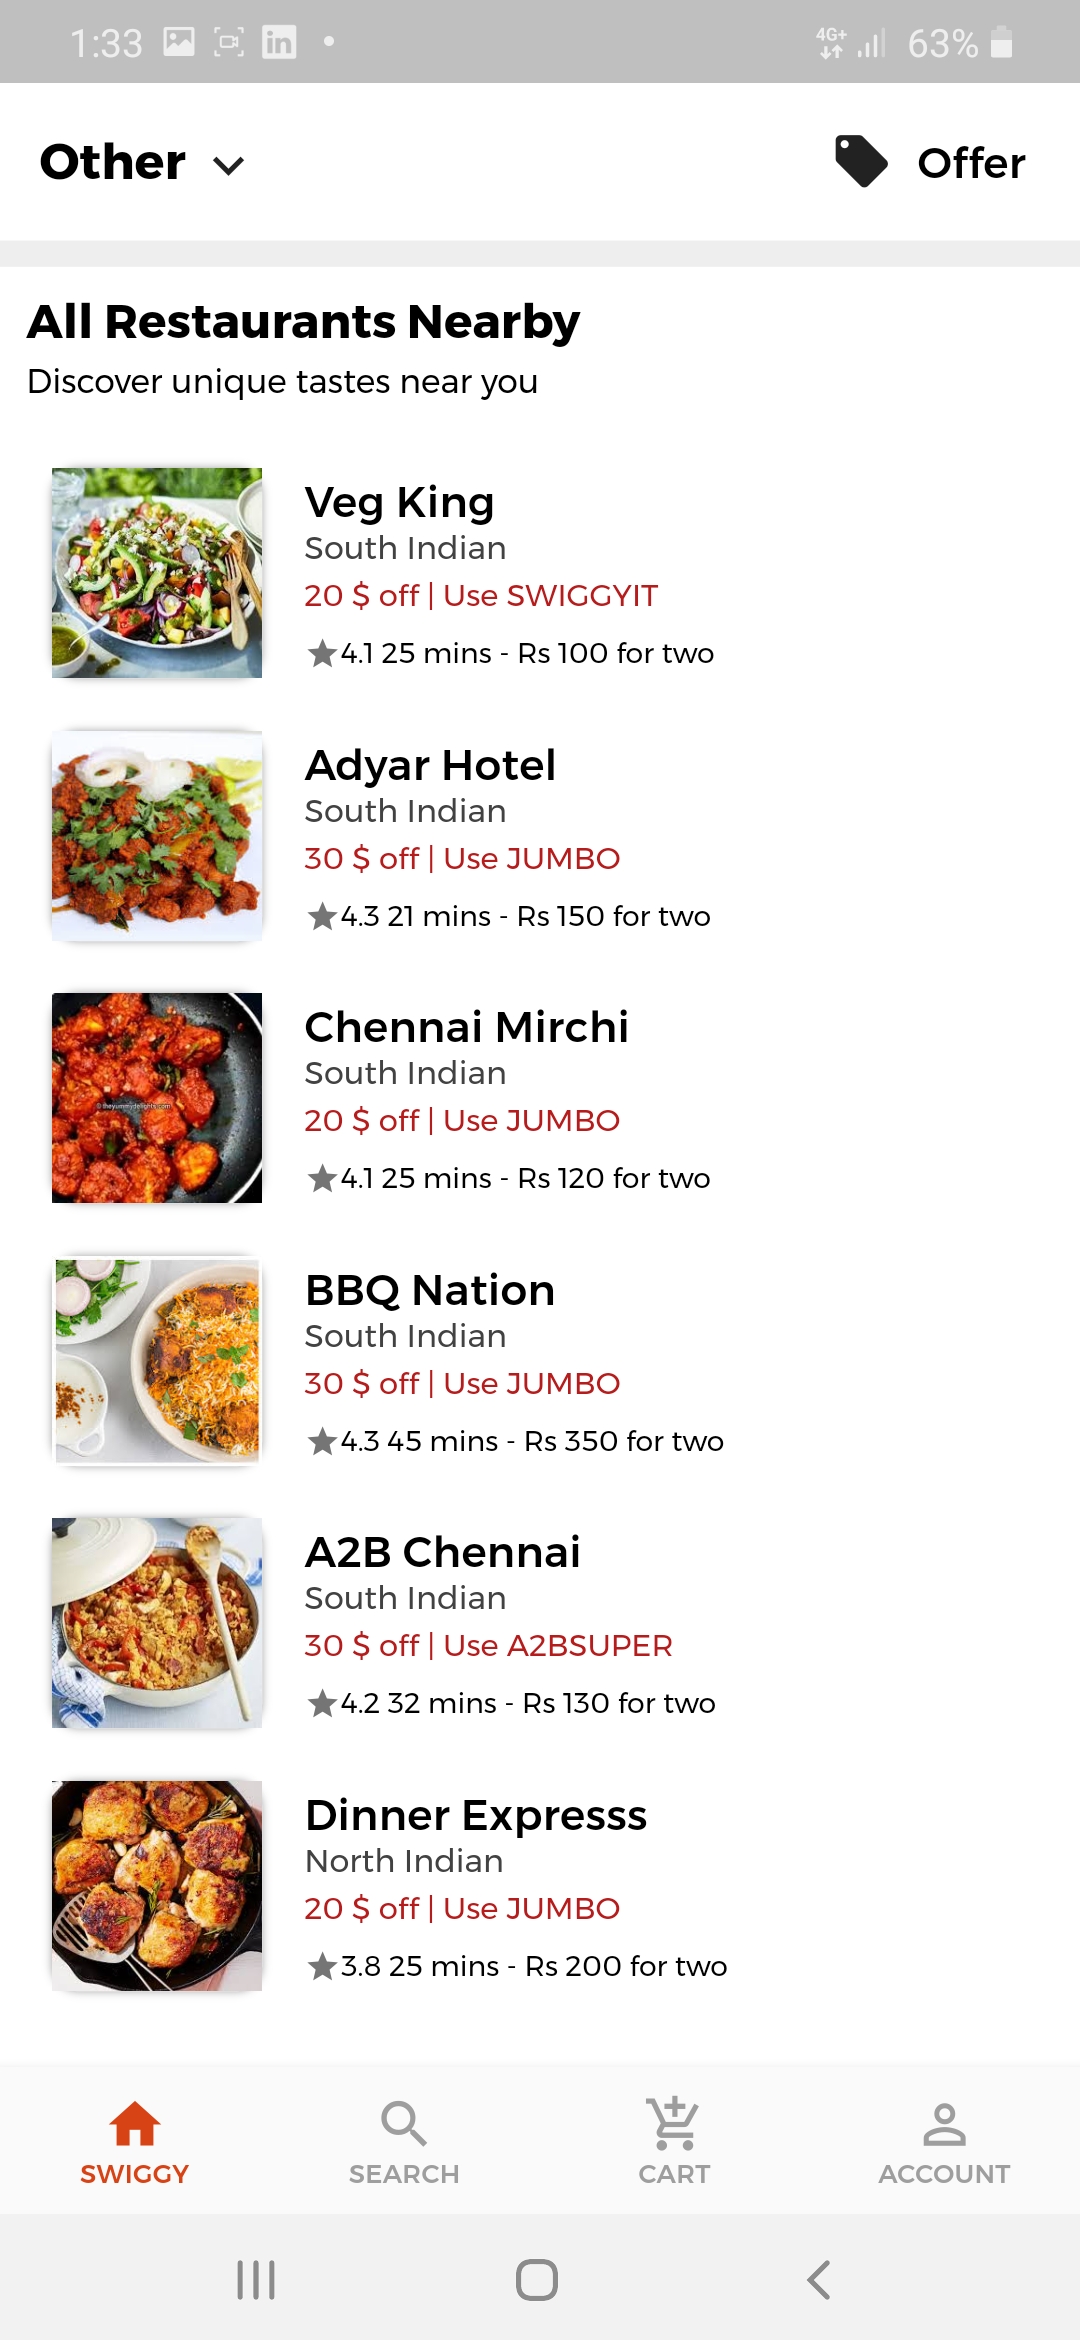 1:33
4G+
63%
Other
Offer
All Restaurants Nearby
Discover unique tastes near you
Veg King
South Indian
20 $ off | Use SWIGGYIT
4.1 25 mins - Rs 100 for two
Adyar Hotel
South Indian
30 $ off | Use JUMBO
4.3 21 mins - Rs 150 for two
© theyummydelights.com
Chennai Mirchi
South Indian
20 $ off | Use JUMBO
4.1 25 mins - Rs 120 for two
BBQ Nation
South Indian
30 $ off | Use JUMBO
4.3 45 mins - Rs 350 for two
A2B Chennai
South Indian
30 $ off | Use A2BSUPER
4.2 32 mins - Rs 130 for two
Dinner Expresss
North Indian
20 $ off | Use JUMBO
3.8 25 mins - Rs 200 for two
SWIGGY
SEARCH
CART
ACCOUNT